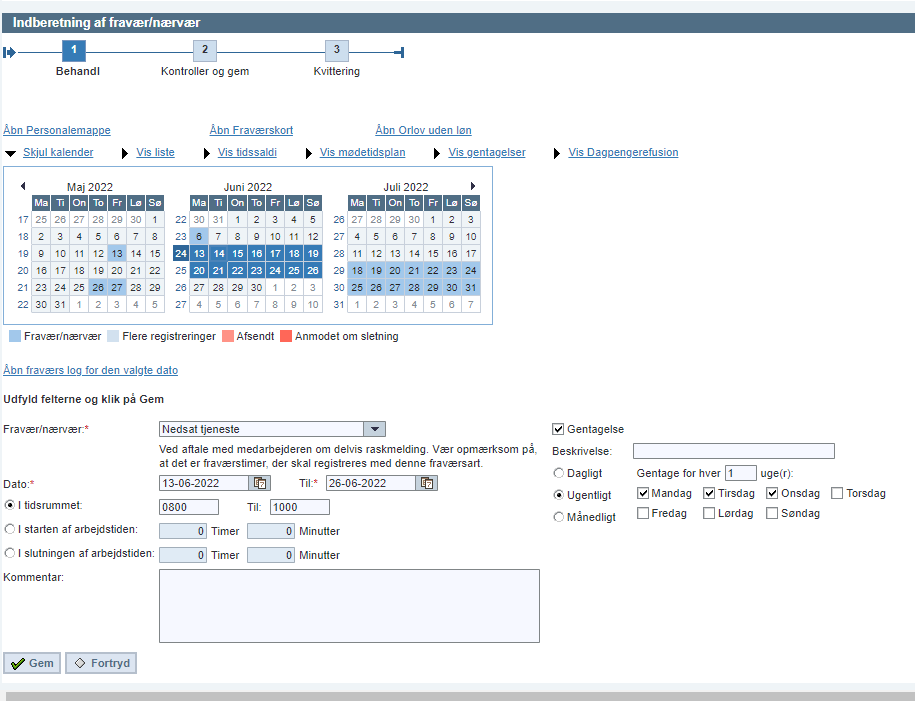 Indberetning af fravær/nærvær
1 2 3
Behandl Kontroller og gem Kvittering
Åbn Personalemappe Åbn Fraværskort Åbn Orlov uden løn
Skjul kalender Vis liste Vis tidssaldi Vis mødetidsplan Vis gentagelser Vis Dagpengerefusion
Maj 2022 Juni 2022 Juli 2022
Ma Ti On To Fr Lø Sø Ma Ti On To Fr Lø Sø Ma Ti On To Fr Lø Sø
17 25 26 27 28 29 30 1 22 30 31 1 2 3 4 5 26 27 28 29 30 1 2 3
18 2 3 4 5 6 7 8 23 6 7 8 9 10 11 12 27 4 5 6 7 8 9 10
19 9 10 11 12 13 14 15 24 13 14 15 16 17 18 19 28 11 12 13 14 15 16 17
20 16 17 18 19 20 21 22 25 20 21 22 23 24 25 26 29 18 19 20 21 22 23 24
21 23 24 25 26 27 28 29 26 27 28 29 30 1 2 3 30 25 26 27 28 29 30 31
22 30 31 1 2 3 4 5 27 4 5 6 7 8 9 10 31 1 2 3 4 5 6 7
Fravær/nærvær Flere registreringer Afsendt Anmodet om sletning
Åbn fraværs log for den valgte dato
Udfyld felterne og klik på Gem
Fravær/nærvær:* Nedsat tjeneste
Ved aftale med medarbejderen om delvis raskmelding. Vær opmærksom på,
at det er fraværstimer, der skal registreres med denne fraværsart.
Dato:* 13-06-2022 Til:* 26-06-2022
I tidsrummet: 0800 Til: 1000
I starten af arbejdstiden: 0 Timer 0 Minutter
I slutningen af arbejdstiden: 0 Timer 0 Minutter
Kommentar:
Gentagelse
Beskrivelse:
Dagligt Gentage for hver 1 uge(r):
Ugentligt Mandag Tirsdag Onsdag Torsdag
Månedligt Fredag Lørdag Søndag
Gem Fortryd